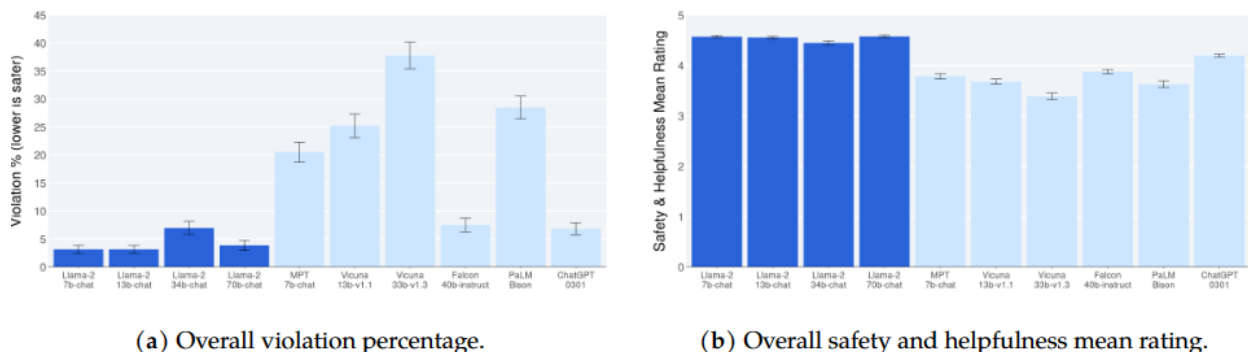 Violation % (lower is safer)
45
40
35
30
25
20
15
10
5
0
Llama-2 Llama-2 Llama-2 Llama-2 MPT Vicuna Vicuna Falcon PaLM ChatGPT
7b-chat 13b-chat 34b-chat 70b-chat 7b-chat 13b-v1.1 33b-v1.3 40b-instruct Bison 0301
(a) Overall violation percentage.
Safety & Helpfulness Mean Rating
5
4
3
2
1
0
Llama-2 Llama-2 Llama-2 Llama-2 MPT Vicuna Vicuna Falcon PaLM ChatGPT
7b-chat 13b-chat 34b-chat 70b-chat 7b-chat 13b-v1.1 33b-v1.3 40b-instruct Bison 0301
(b) Overall safety and helpfulness mean rating.